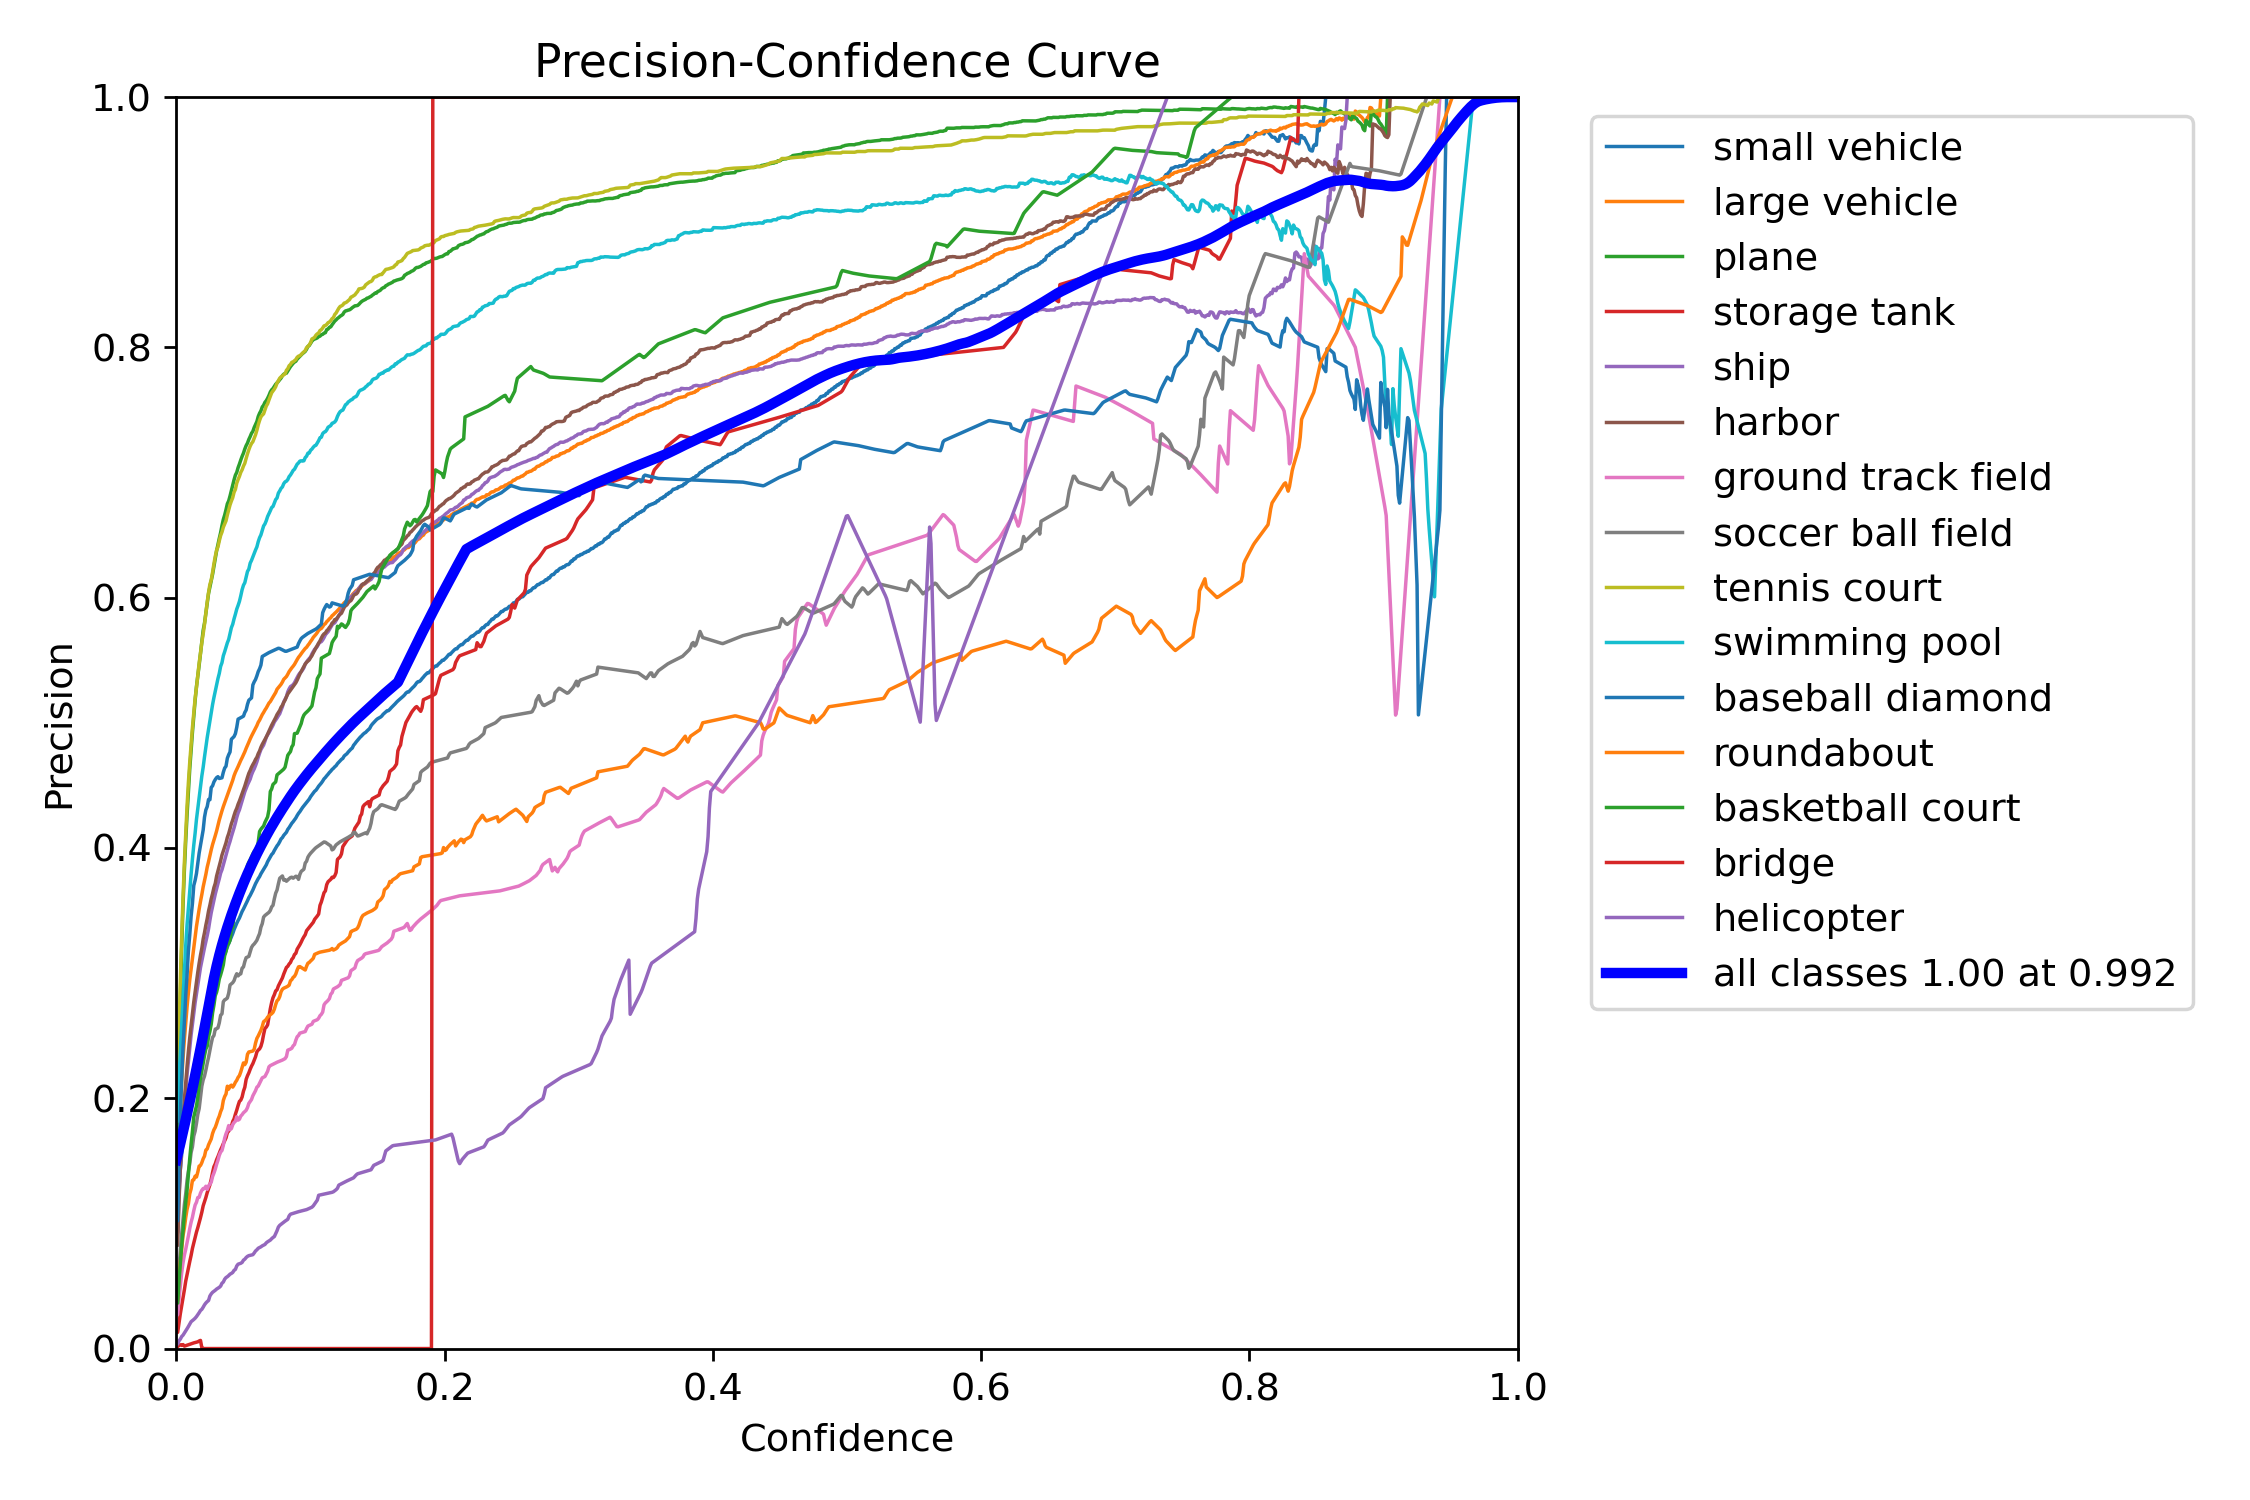 Precision-Confidence Curve
1.0
0.8
0.6
0.4
0.2
0.0
Precision
0.0 0.2 0.4 0.6 0.8 1.0
Confidence
small vehicle
large vehicle
plane
storage tank
ship
harbor
ground track field
soccer ball field
tennis court
swimming pool
baseball diamond
roundabout
basketball court
bridge
helicopter
all classes 1.00 at 0.992